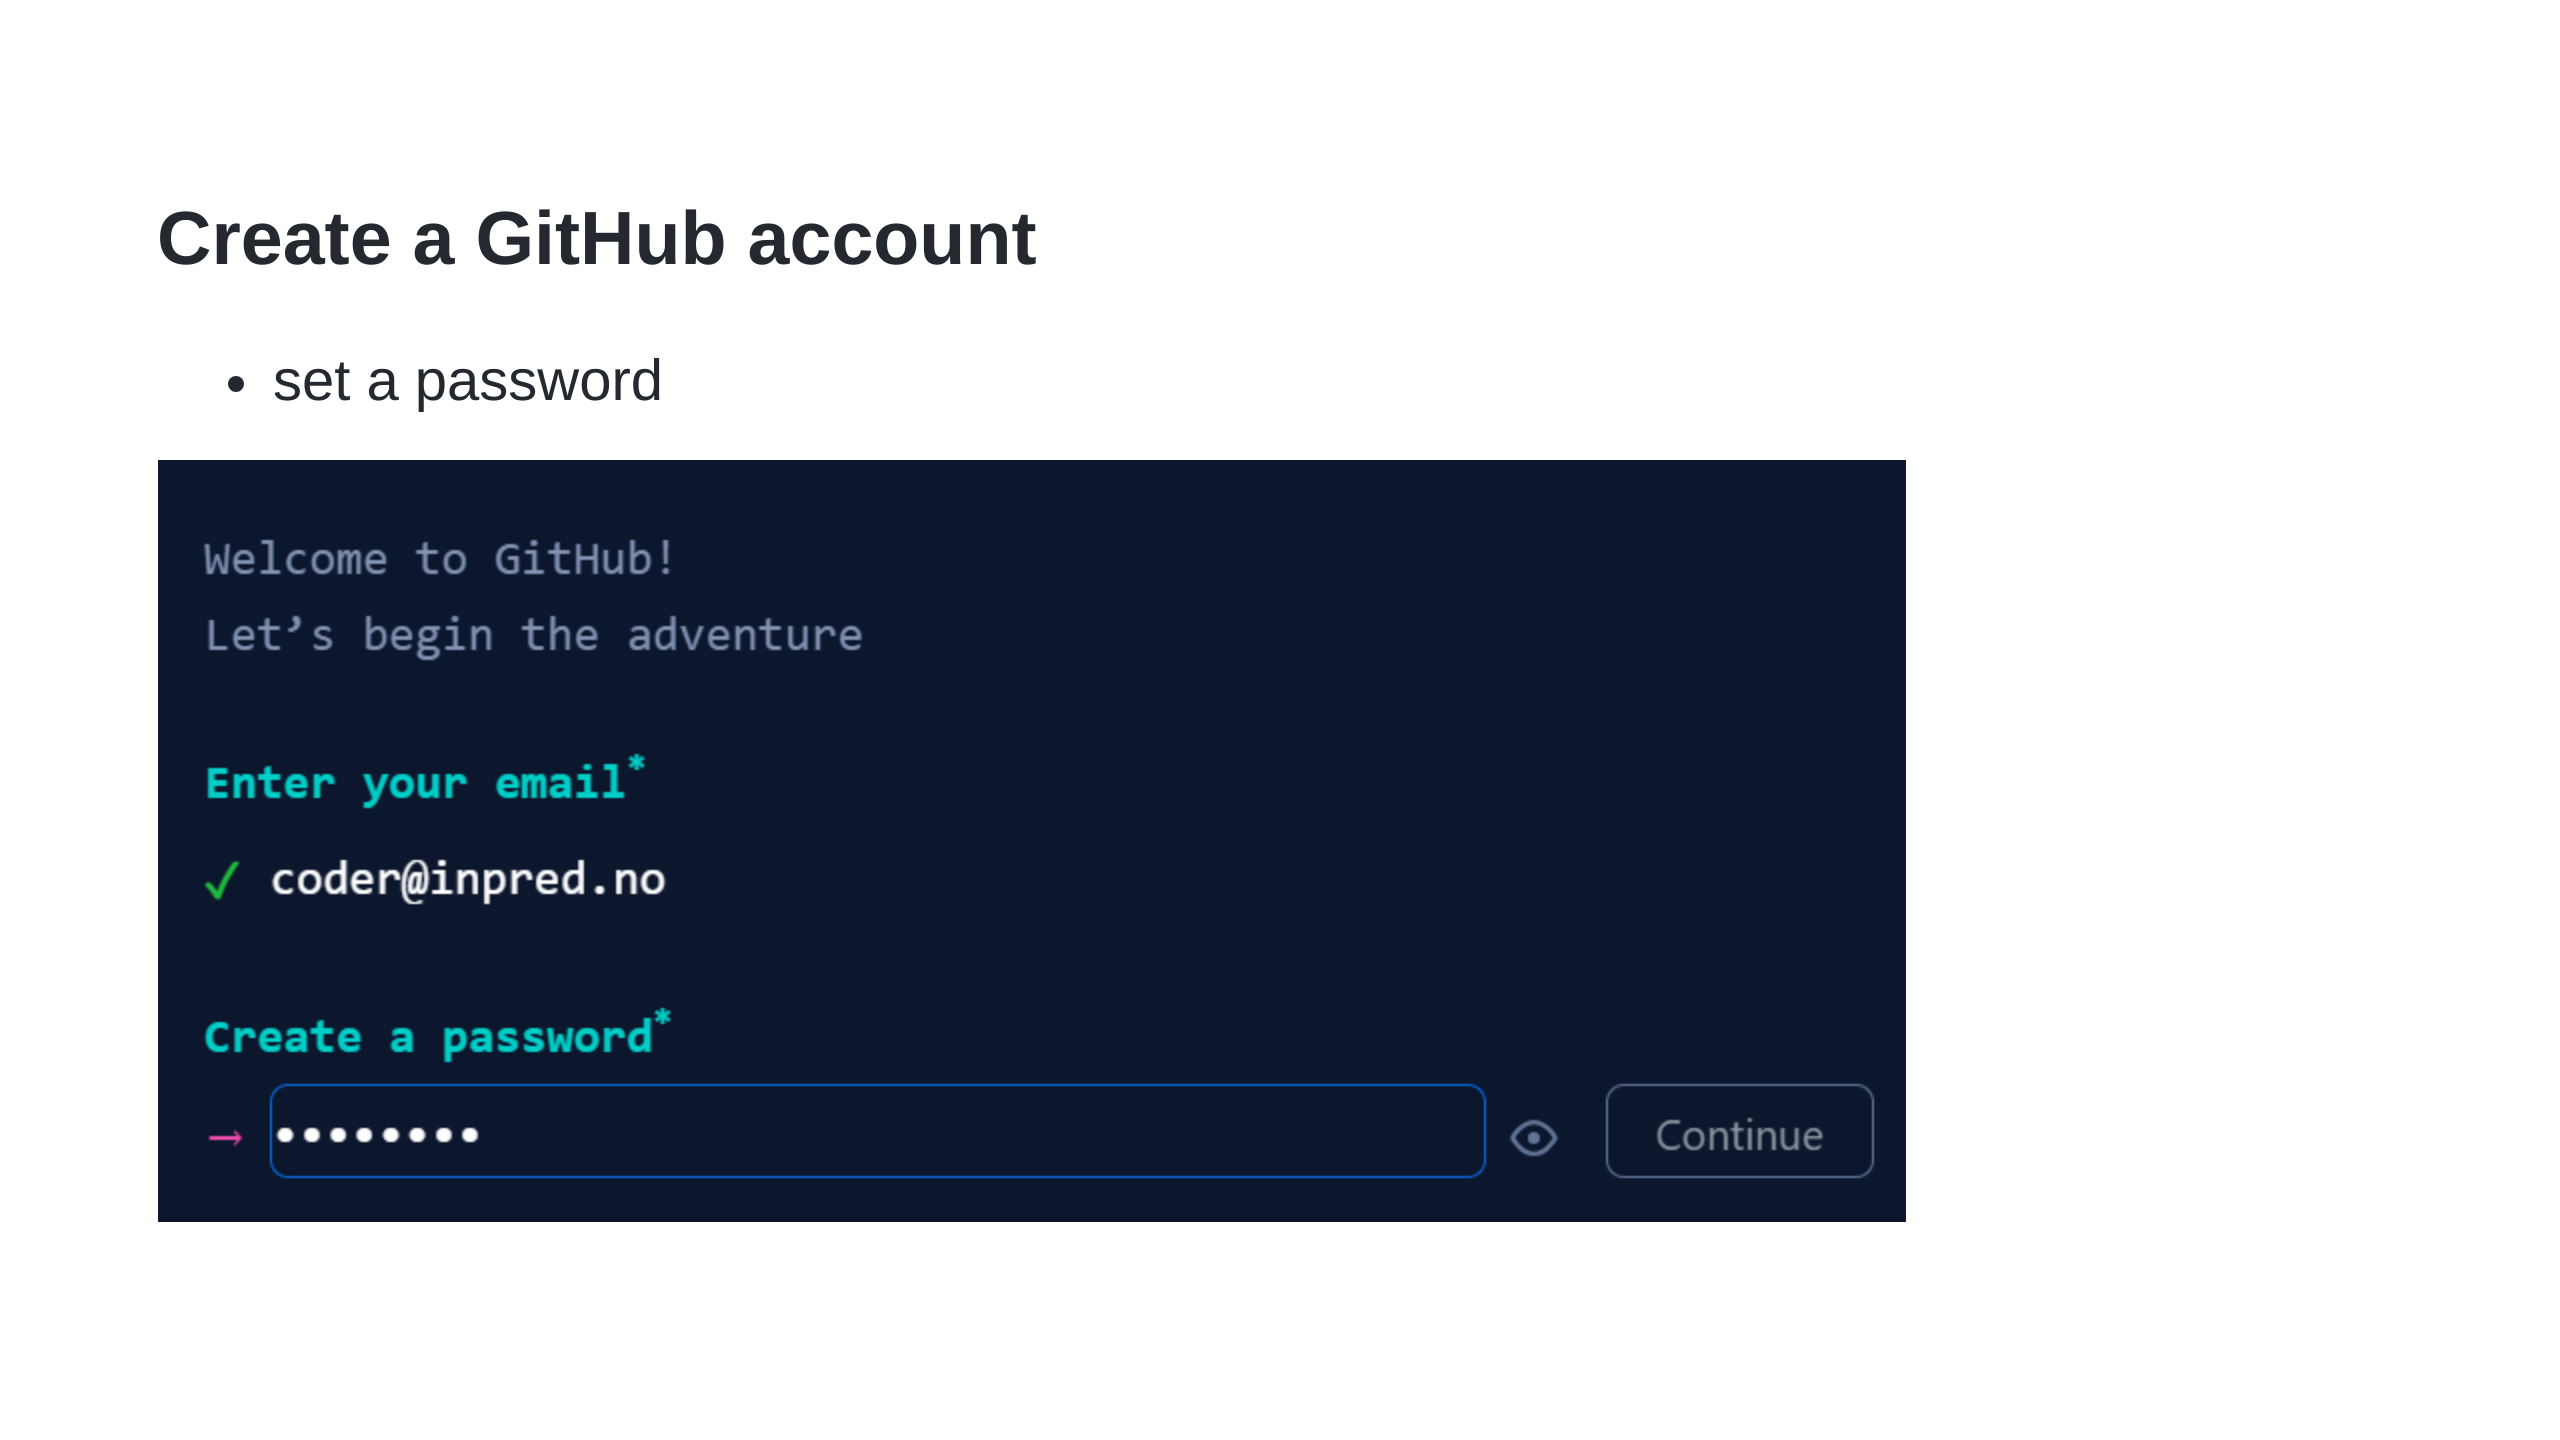 Create a GitHub account
• set a password
Welcome to GitHub!
Let’s begin the adventure
Enter your email*
✓ coder@inpred.no
Create a password*
→ •••••••• Continue